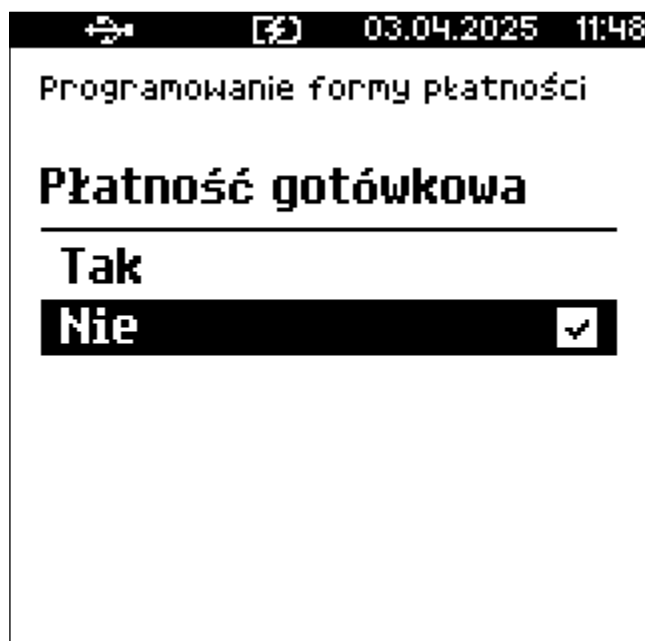 03.04.2025 11:48
Programowanie formy płatności
Płatność gotówkowa
Tak
Nie